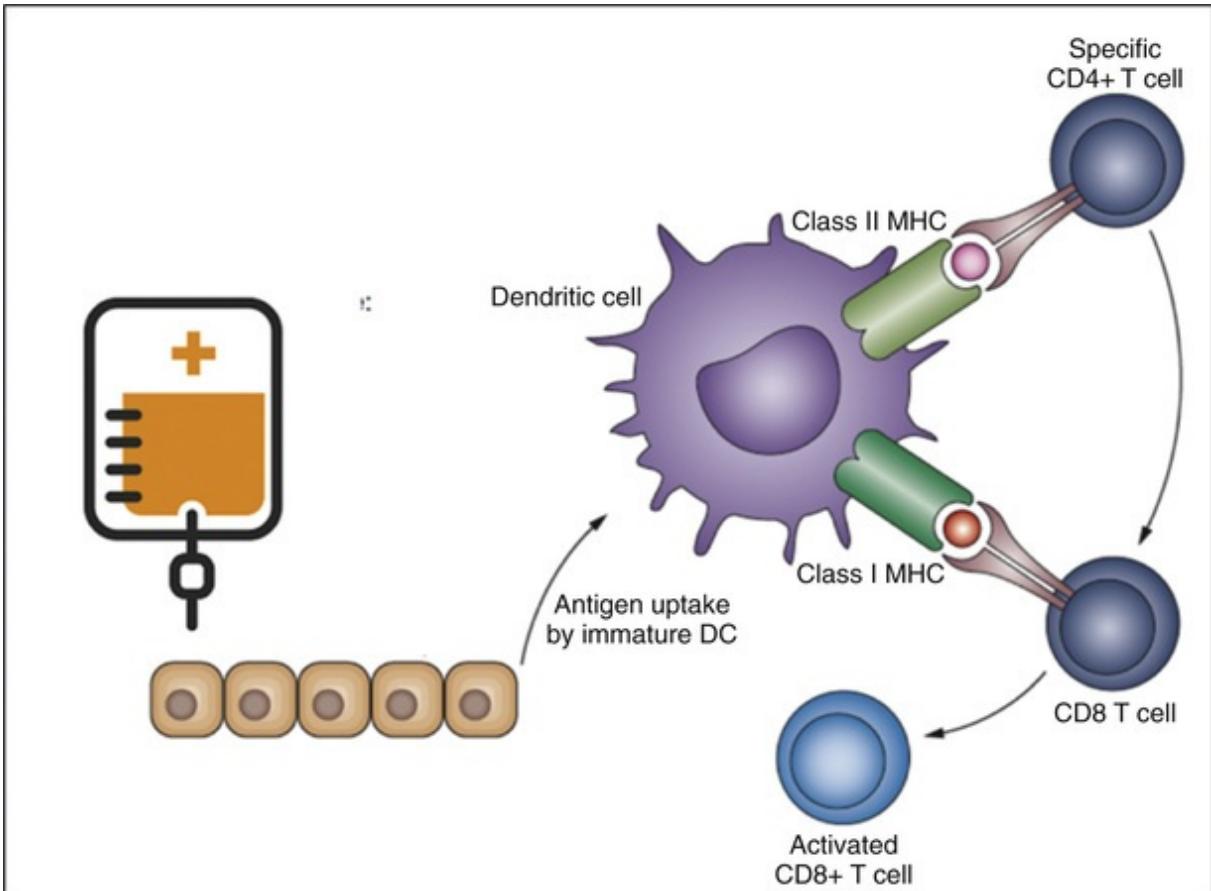 Specific
CD4+ T cell
Class II MHC
Dendritic cell
Class I MHC
Antigen uptake
by immature DC
CD8 T cell
Activated
CD8+ T cell